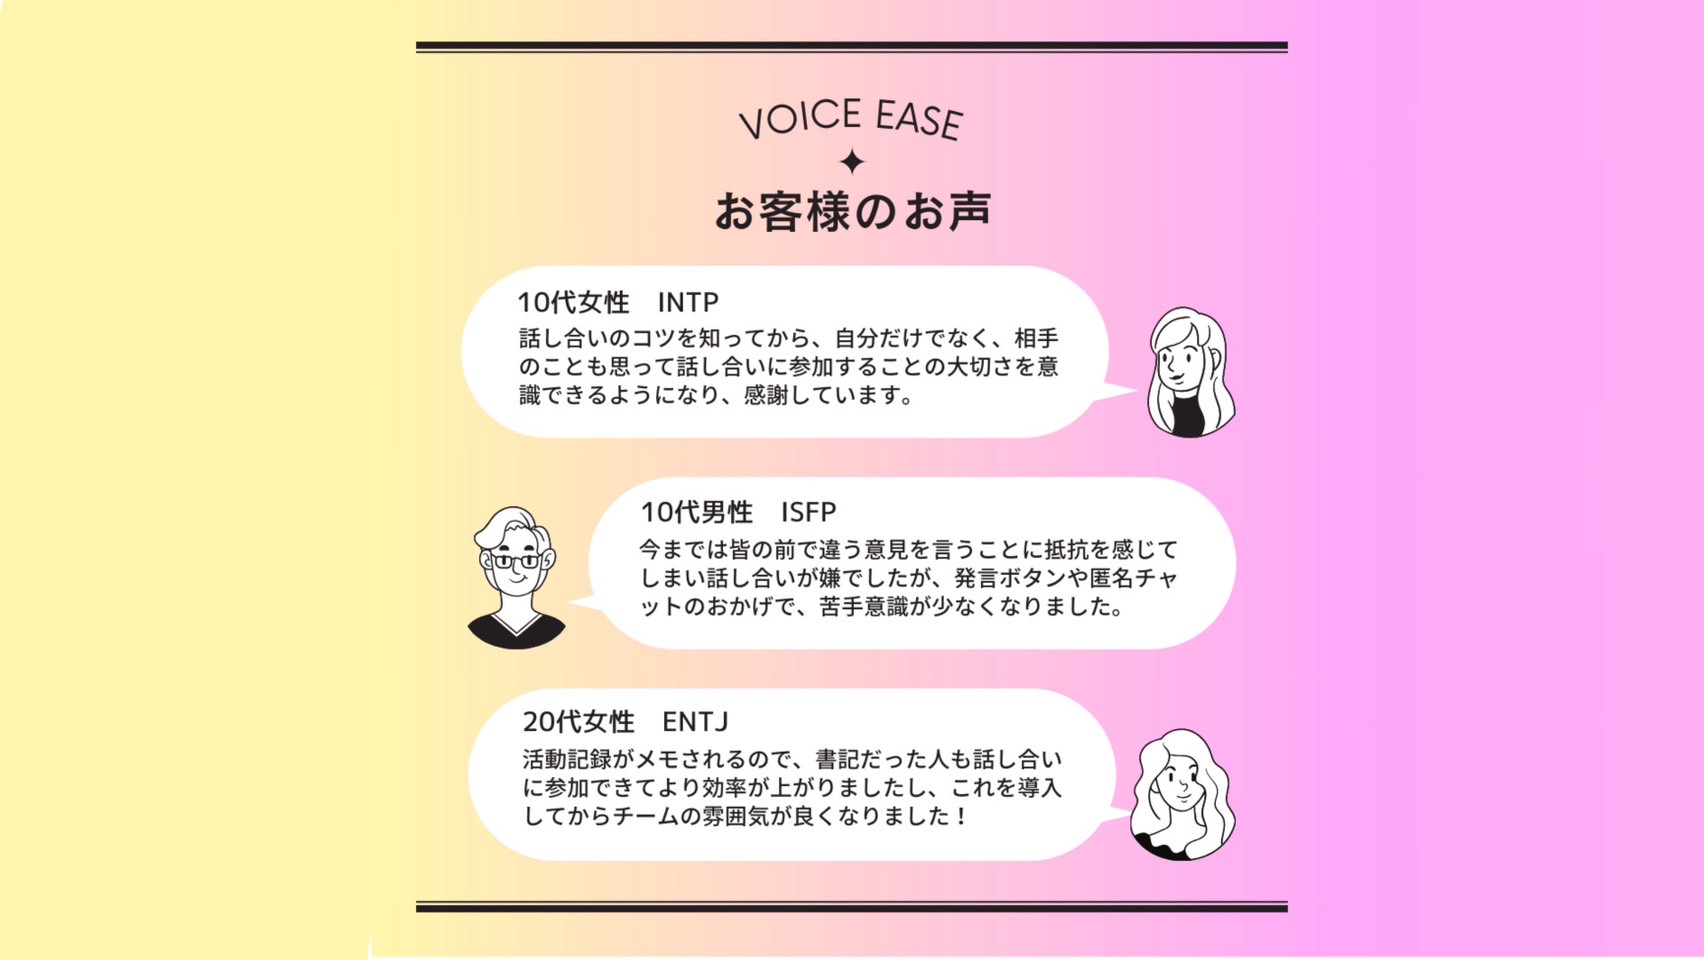 VOICE EASE
お客様のお声
10代女性　INTP
話し合いのコツを知ってから、自分だけでなく、相手
のことも思って話し合いに参加することの大切さを意
識できるようになり、感謝しています。
10代男性　ISFP
今までは皆の前で違う意見を言うことに抵抗を感じて
しまい話し合いが嫌でしたが、発言ボタンや匿名チャ
ットのおかげで、苦手意識が少なくなりました。
20代女性　ENTJ
活動記録がメモされるので、書記だった人も話し合い
に参加できてより効率が上がりましたし、これを導入
してからチームの雰囲気が良くなりました！